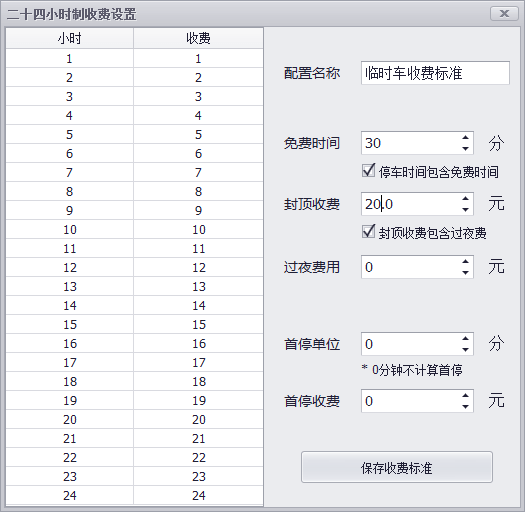 二十四小时制收费设置
小时 收费
1 1
2 2
3 3
4 4
5 5
6 6
7 7
8 8
9 9
10 10
11 11
12 12
13 13
14 14
15 15
16 16
17 17
18 18
19 19
20 20
21 21
22 22
23 23
24 24
配置名称 临时车收费标准
免费时间 30 分
停车时间包含免费时间
封顶收费 20.0 元
封顶收费包含过夜费
过夜费用 0 元
首停单位 0 分
* 0分钟不计算首停
首停收费 0 元
保存收费标准